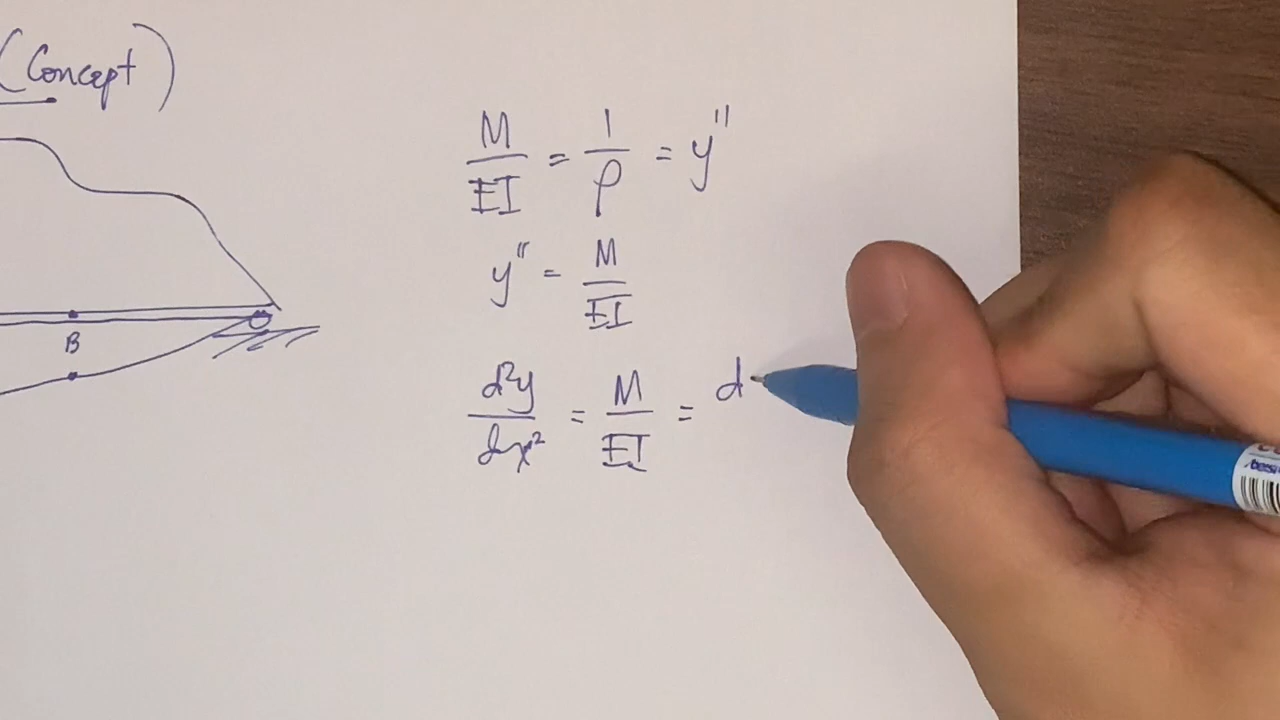 (Concept)
M/EI = 1/ρ = y''
y'' = M/EI
d²y/dx² = M/EI = d
B